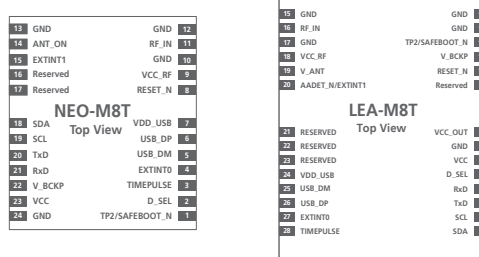 13 GND GND 12
14 ANT_ON RF_IN 11
15 EXTINT1 GND 10
16 Reserved VCC_RF 9
17 Reserved RESET_N 8
NEO-M8T
Top View
18 SDA VDD_USB 7
19 SCL USB_DP 6
20 TxD USB_DM 5
21 RxD EXTINT0 4
22 V_BCKP TIMEPULSE 3
23 VCC D_SEL 2
24 GND TP2/SAFEBOOT_N 1
15 GND GND
16 RF_IN GND
17 GND TP2/SAFEBOOT_N
18 VCC_RF V_BCKP
19 V_ANT RESET_N
20 AADET_N/EXTINT1 Reserved
LEA-M8T
Top View
21 RESERVED VCC_OUT
22 RESERVED GND
23 RESERVED VCC
24 VDD_USB D_SEL
25 USB_DM RxD
26 USB_DP TxD
27 EXTINT0 SCL
28 TIMEPULSE SDA